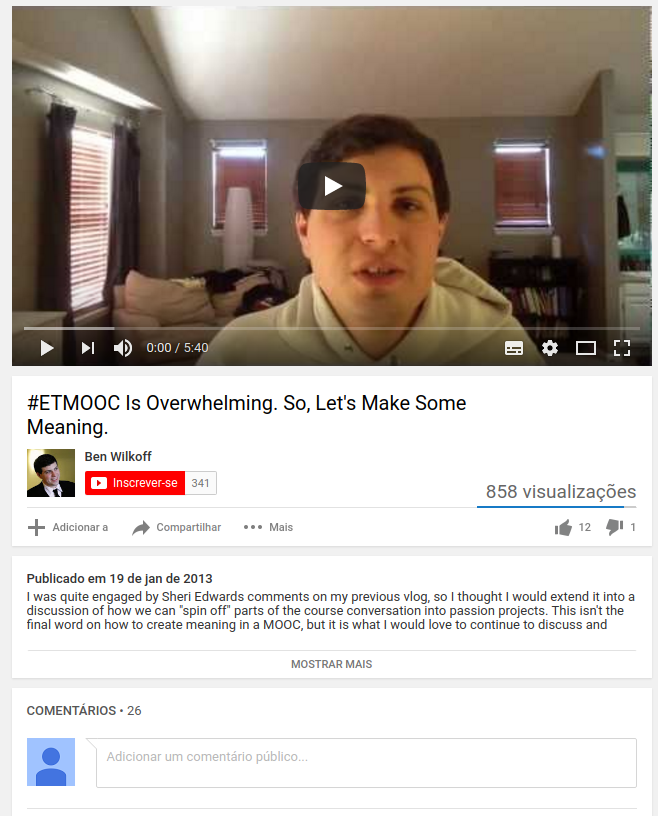 0:00 / 5:40
#ETMOOC Is Overwhelming. So, Let's Make Some
Meaning.
Ben Wilkoff
Inscrever-se 341
858 visualizações
Adicionar a Compartilhar Mais 12 1
Publicado em 19 de jan de 2013
I was quite engaged by Sheri Edwards comments on my previous vlog, so I thought I would extend it into a
discussion of how we can "spin off" parts of the course conversation into passion projects. This isn't the
final word on how to create meaning in a MOOC, but it is what I would love to continue to discuss and
MOSTRAR MAIS
COMENTÁRIOS • 26
Adicionar um comentário público...